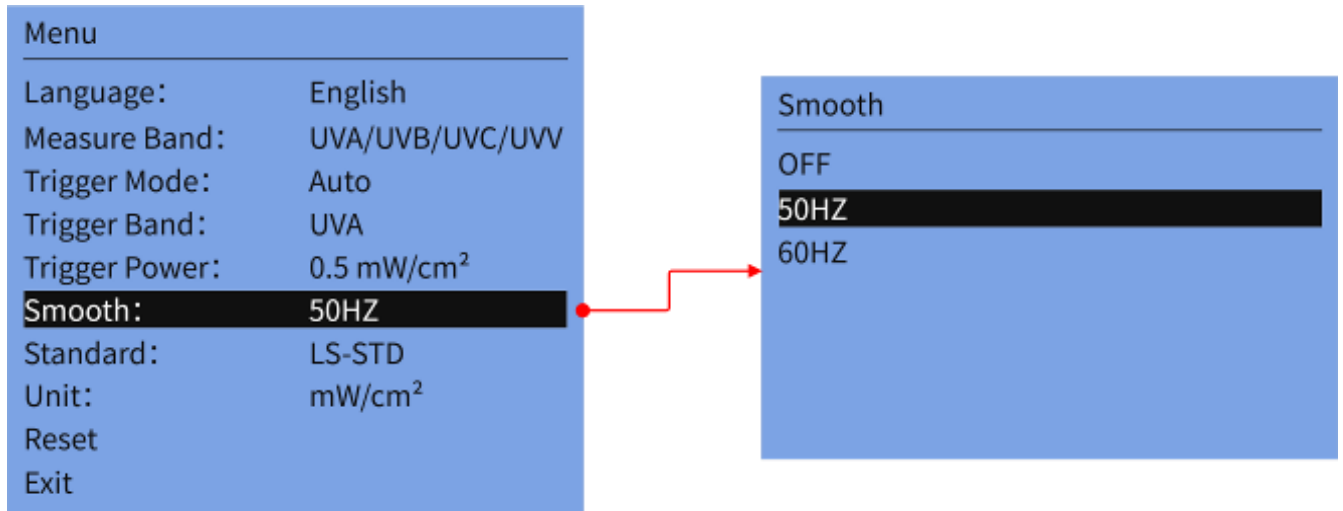 Menu
Language: English
Measure Band: UVA/UVB/UVC/UVV
Trigger Mode: Auto
Trigger Band: UVA
Trigger Power: 0.5 mW/cm²
Smooth: 50HZ
Standard: LS-STD
Unit: mW/cm²
Reset
Exit
Smooth
OFF
50HZ
60HZ